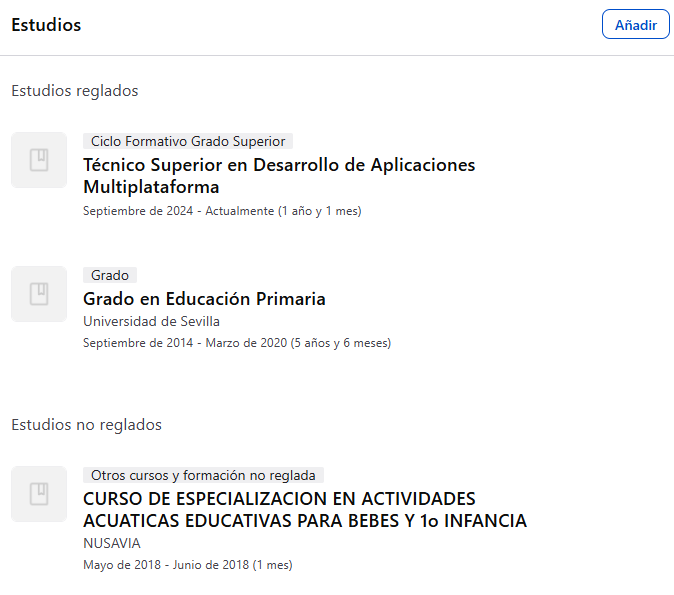 Estudios
Añadir
Estudios reglados
Ciclo Formativo Grado Superior
Técnico Superior en Desarrollo de Aplicaciones
Multiplataforma
Septiembre de 2024 - Actualmente (1 año y 1 mes)
Grado
Grado en Educación Primaria
Universidad de Sevilla
Septiembre de 2014 - Marzo de 2020 (5 años y 6 meses)
Estudios no reglados
Otros cursos y formación no reglada
CURSO DE ESPECIALIZACION EN ACTIVIDADES
ACUATICAS EDUCATIVAS PARA BEBES Y 1o INFANCIA
NUSAVIA
Mayo de 2018 - Junio de 2018 (1 mes)